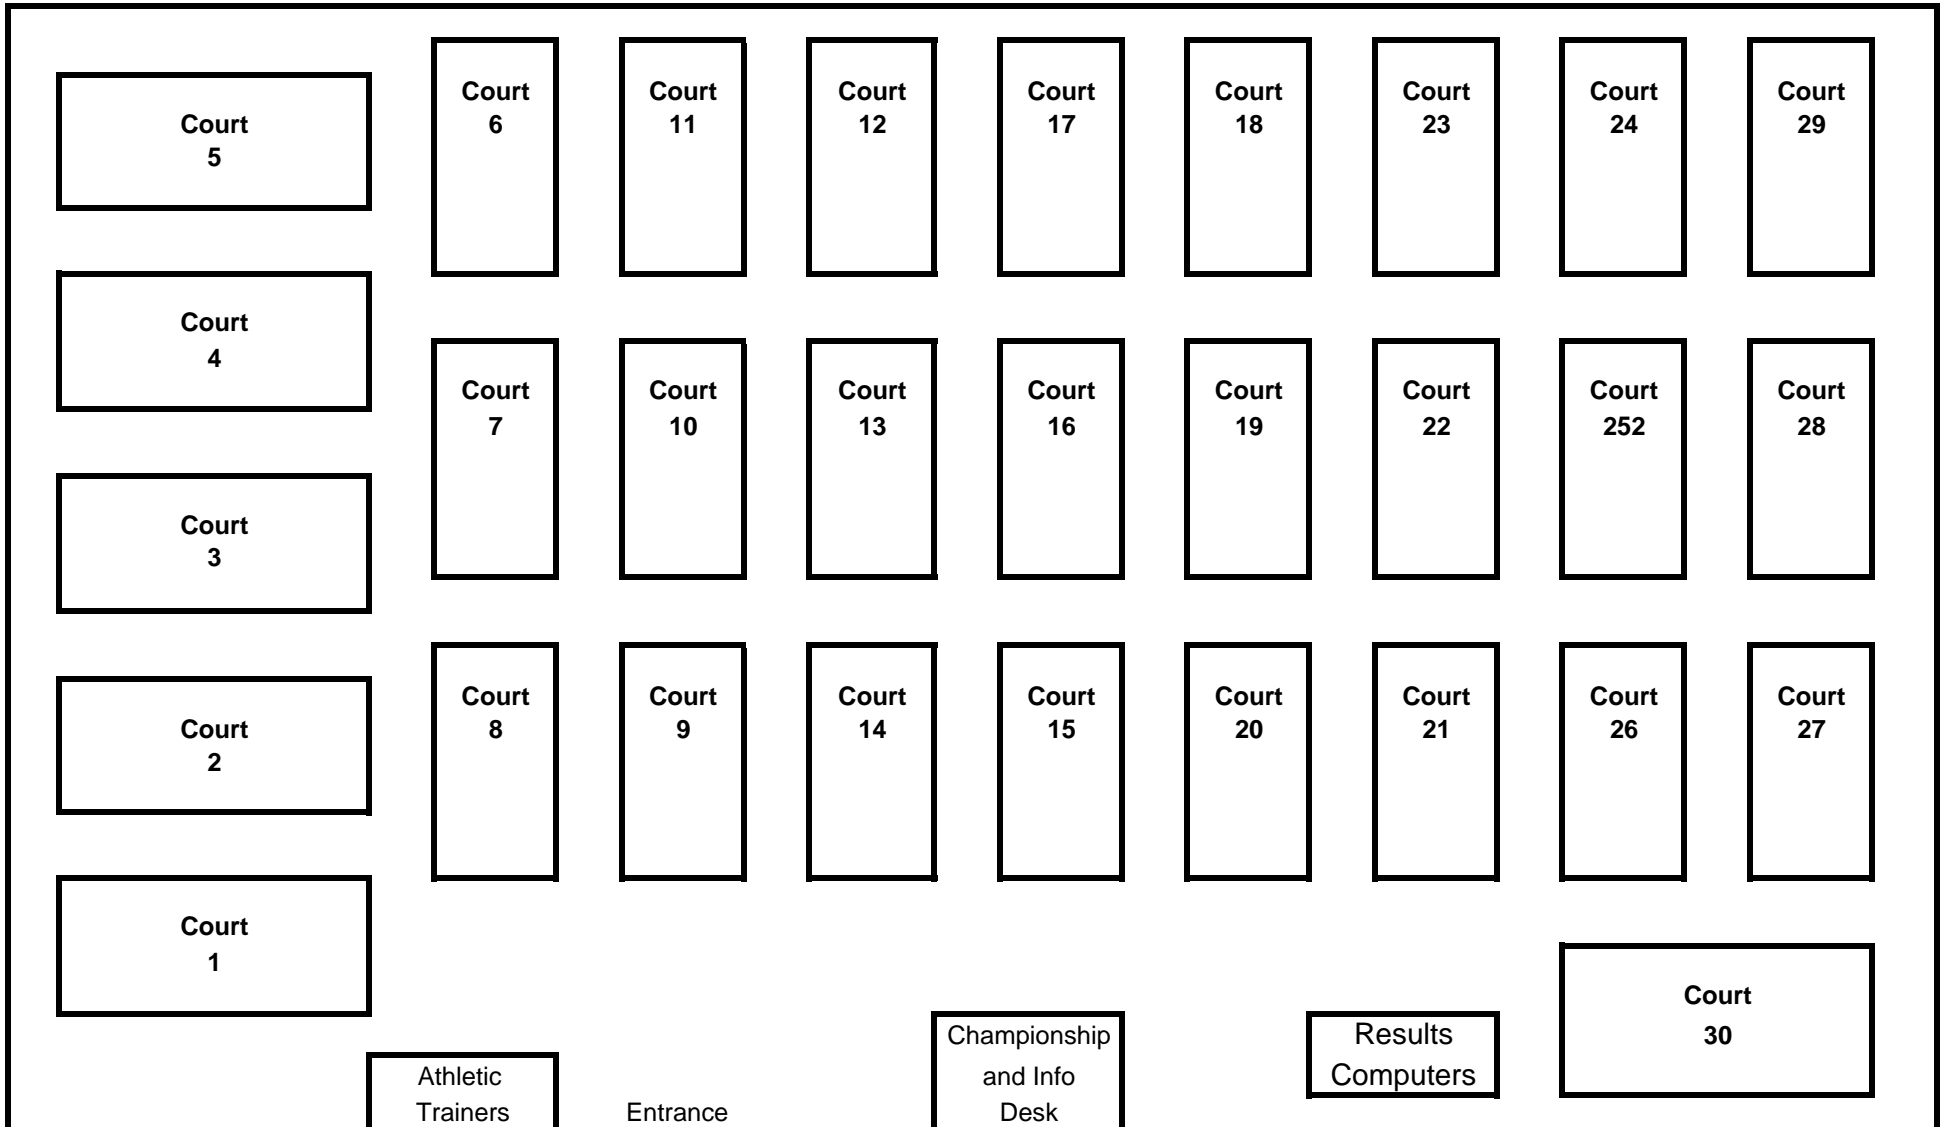 Court
5
Court
6
Court
11
Court
12
Court
17
Court
18
Court
23
Court
24
Court
29
Court
4
Court
7
Court
10
Court
13
Court
16
Court
19
Court
22
Court
252
Court
28
Court
3
Court
2
Court
8
Court
9
Court
14
Court
15
Court
20
Court
21
Court
26
Court
27
Court
1
Court
30
Athletic
Trainers
Entrance
Championship
and Info
Desk
Results
Computers